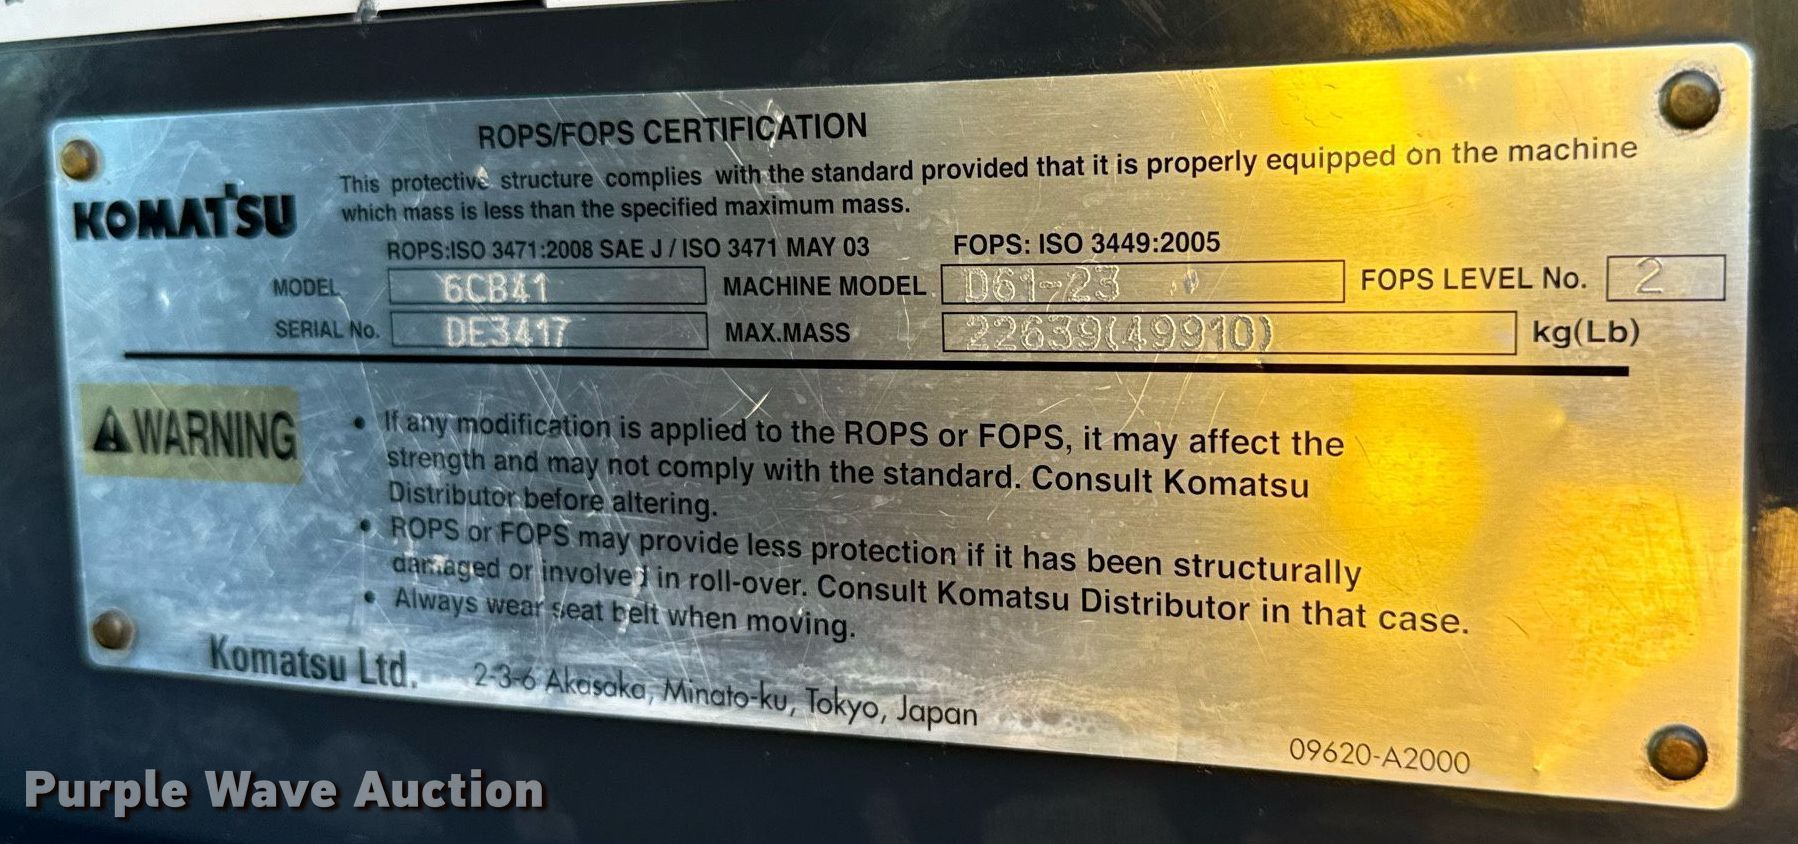 ROPS/FOPS CERTIFICATION
KOMATSU
This protective structure complies with the standard provided that it is properly equipped on the machine
which mass is less than the specified maximum mass.
ROPS:ISO 3471:2008 SAE J / ISO 3471 MAY 03 FOPS: ISO 3449:2005
MODEL 6CB41 MACHINE MODEL D61-23 FOPS LEVEL No. 2
SERIAL No. DE3417 MAX.MASS 22639(49910) kg(Lb)
WARNING
• If any modification is applied to the ROPS or FOPS, it may affect the
strength and may not comply with the standard. Consult Komatsu
Distributor before altering.
• ROPS or FOPS may provide less protection if it has been structurally
damaged or involved in roll-over. Consult Komatsu Distributor in that case.
• Always wear seat belt when moving.
Komatsu Ltd. 2-3-6 Akasaka, Minato-ku, Tokyo, Japan
09620-A2000
Purple Wave Auction